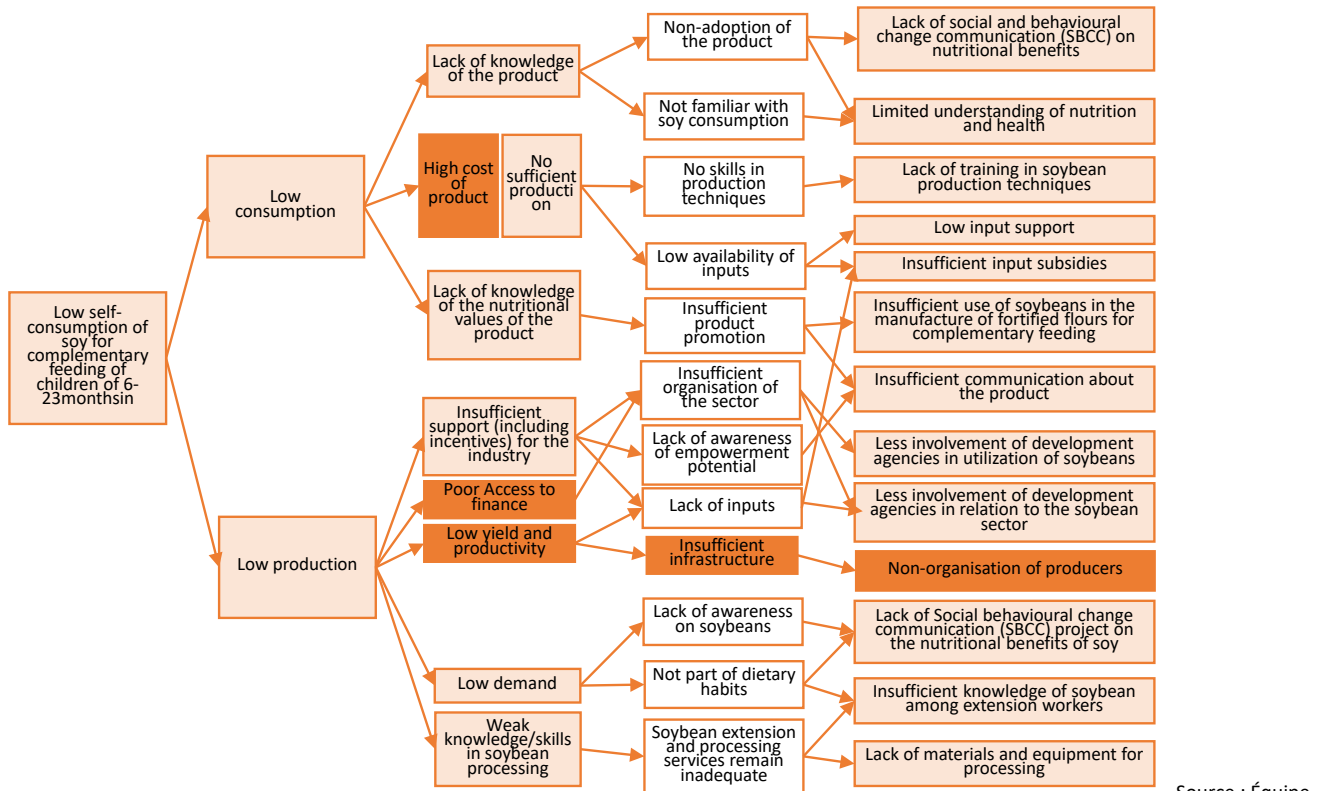 Low self-
consumption of
soy for
complementary
feeding of
children of 6-
23monthsin
Low
consumption
Low production
Lack of knowledge
of the product
High cost
of
product
No
sufficient
producti
on
Lack of knowledge
of the nutritional
values of the
product
Insufficient
support (including
incentives) for the
industry
Poor Access to
finance
Low yield and
productivity
Low demand
Weak
knowledge/skills
in soybean
processing
Non-adoption of
the product
Not familiar with
soy consumption
No skills in
production
techniques
Low availability of
inputs
Insufficient
product
promotion
Insufficient
organisation of
the sector
Lack of awareness
of empowerment
potential
Lack of inputs
Insufficient
infrastructure
Lack of awareness
on soybeans
Not part of dietary
habits
Soybean extension
and processing
services remain
inadequate
Lack of social and behavioural
change communication (SBCC) on
nutritional benefits
Limited understanding of nutrition
and health
Lack of training in soybean
production techniques
Low input support
Insufficient input subsidies
Insufficient use of soybeans in the
manufacture of fortified flours for
complementary feeding
Insufficient communication about
the product
Less involvement of development
agencies in utilization of soybeans
Less involvement of development
agencies in relation to the soybean
sector
Non-organisation of producers
Lack of Social behavioural change
communication (SBCC) project on
the nutritional benefits of soy
Insufficient knowledge of soybean
among extension workers
Lack of materials and equipment for
processing
Source : Équipe